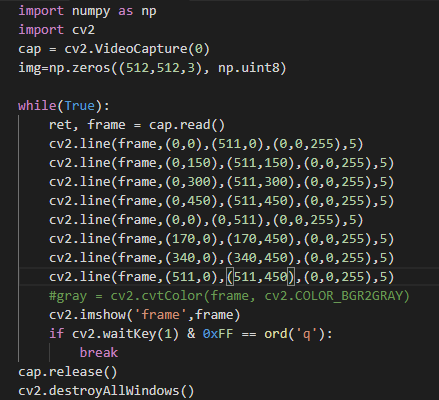 import numpy as np
import cv2
cap = cv2.VideoCapture(0)
img=np.zeros((512,512,3), np.uint8)

while(True):
    ret, frame = cap.read()
    cv2.line(frame,(0,0),(511,0),(0,0,255),5)
    cv2.line(frame,(0,150),(511,150),(0,0,255),5)
    cv2.line(frame,(0,300),(511,300),(0,0,255),5)
    cv2.line(frame,(0,450),(511,450),(0,0,255),5)
    cv2.line(frame,(0,0),(0,511),(0,0,255),5)
    cv2.line(frame,(170,0),(170,450),(0,0,255),5)
    cv2.line(frame,(340,0),(340,450),(0,0,255),5)
    cv2.line(frame,(511,0),(511,450),(0,0,255),5)
    #gray = cv2.cvtColor(frame, cv2.COLOR_BGR2GRAY)
    cv2.imshow('frame',frame)
    if cv2.waitKey(1) & 0xFF == ord('q'):
        break
cap.release()
cv2.destroyAllWindows()